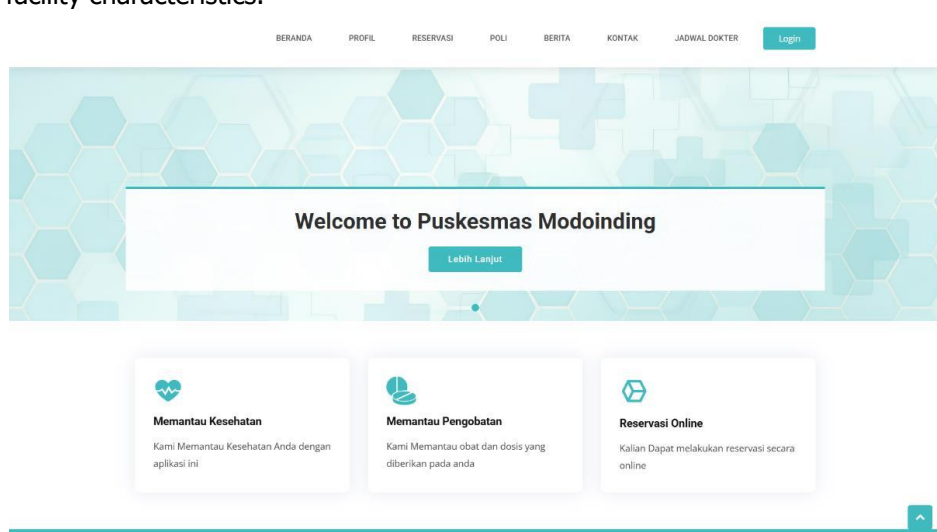 facility characteristics.
BERANDA PROFIL RESERVASI POLI BERITA KONTAK JADWAL DOKTER Login
Welcome to Puskesmas Modoinding
Lebih Lanjut
Memantau Kesehatan
Kami Memantau Kesehatan Anda dengan
aplikasi ini
Memantau Pengobatan
Kami Memantau obat dan dosis yang
diberikan pada anda
Reservasi Online
Kalian Dapat melakukan reservasi secara
online